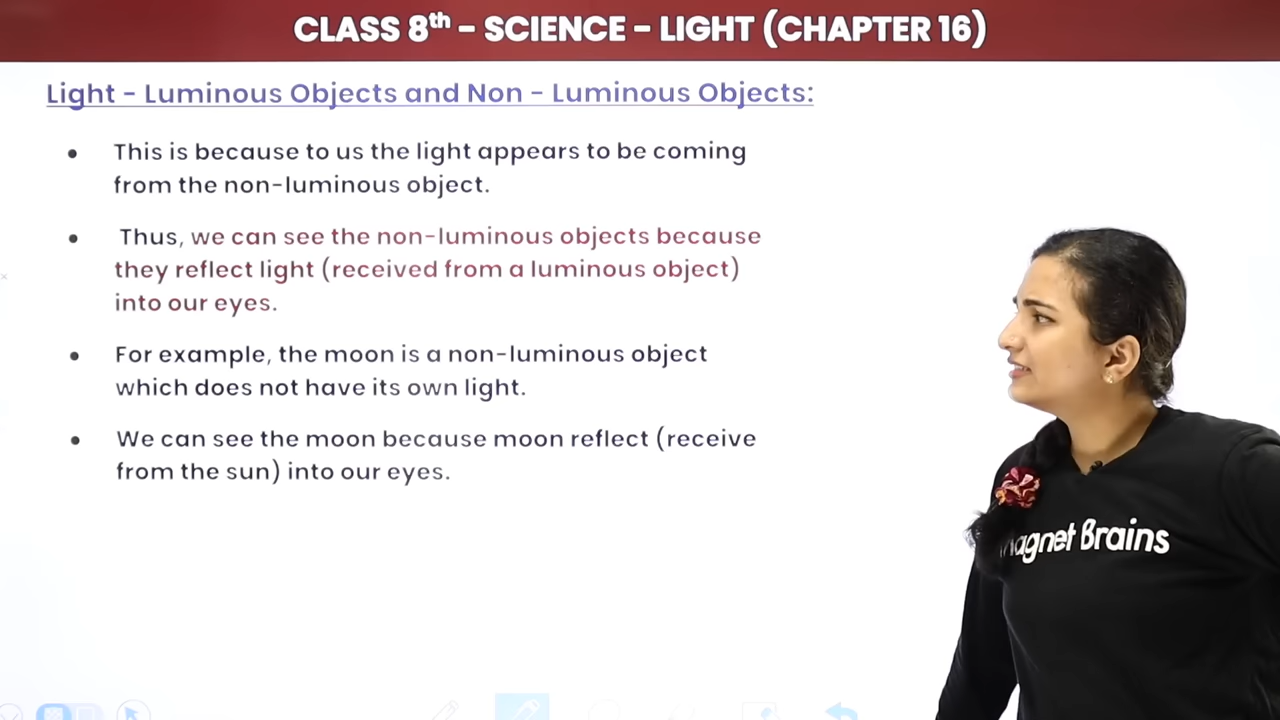 CLASS 8th – SCIENCE – LIGHT (CHAPTER 16)
Light - Luminous Objects and Non - Luminous Objects:
• This is because to us the light appears to be coming
from the non-luminous object.
• Thus, we can see the non-luminous objects because
they reflect light (received from a luminous object)
into our eyes.
• For example, the moon is a non-luminous object
which does not have its own light.
• We can see the moon because moon reflect (receive
from the sun) into our eyes.
agnet Brains